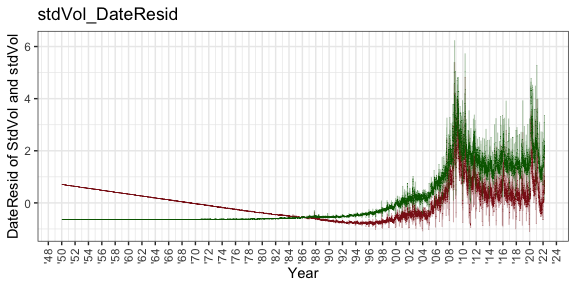 stdVol_DateResid
DateResid of StdVol and stdVol
6
4
2
0
'48 '50 '52 '54 '56 '58 '60 '62 '64 '66 '68 '70 '72 '74 '76 '78 '80 '82 '84 '86 '88 '90 '92 '94 '96 '98 '00 '02 '04 '06 '08 '10 '12 '14 '16 '18 '20 '22 '24
Year